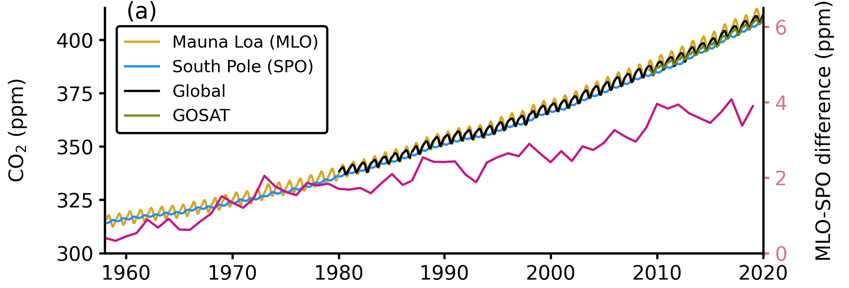 (a)
Mauna Loa (MLO)
South Pole (SPO)
Global
GOSAT
CO₂ (ppm)
400
375
350
325
300
MLO-SPO difference (ppm)
6
4
2
0
1960 1970 1980 1990 2000 2010 2020